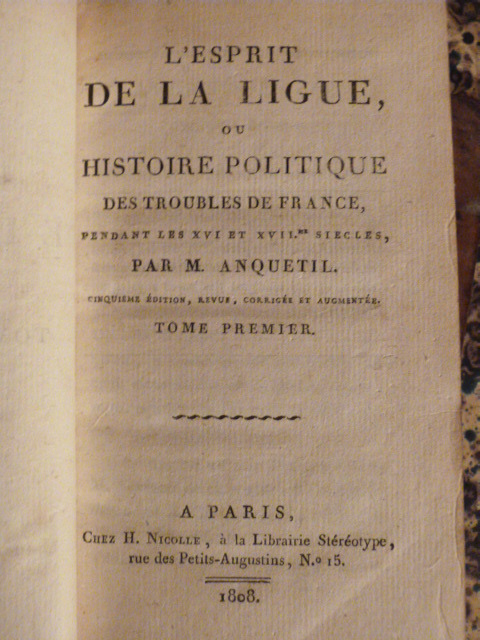 L'ESPRIT
DE LA LIGUE,
OU
HISTOIRE POLITIQUE
DES TROUBLES DE FRANCE,
PENDANT LES XVI ET XVII.ME SIECLES,
PAR M. ANQUETIL.
CINQUIEME ÉDITION, REVUE, CORRIGÉE ET AUGMENTÉE.
TOME PREMIER.
A PARIS,
CHEZ H. NICOLLE, à la Librairie Stéréotype,
rue des Petits-Augustins, N.o 15.
1808.